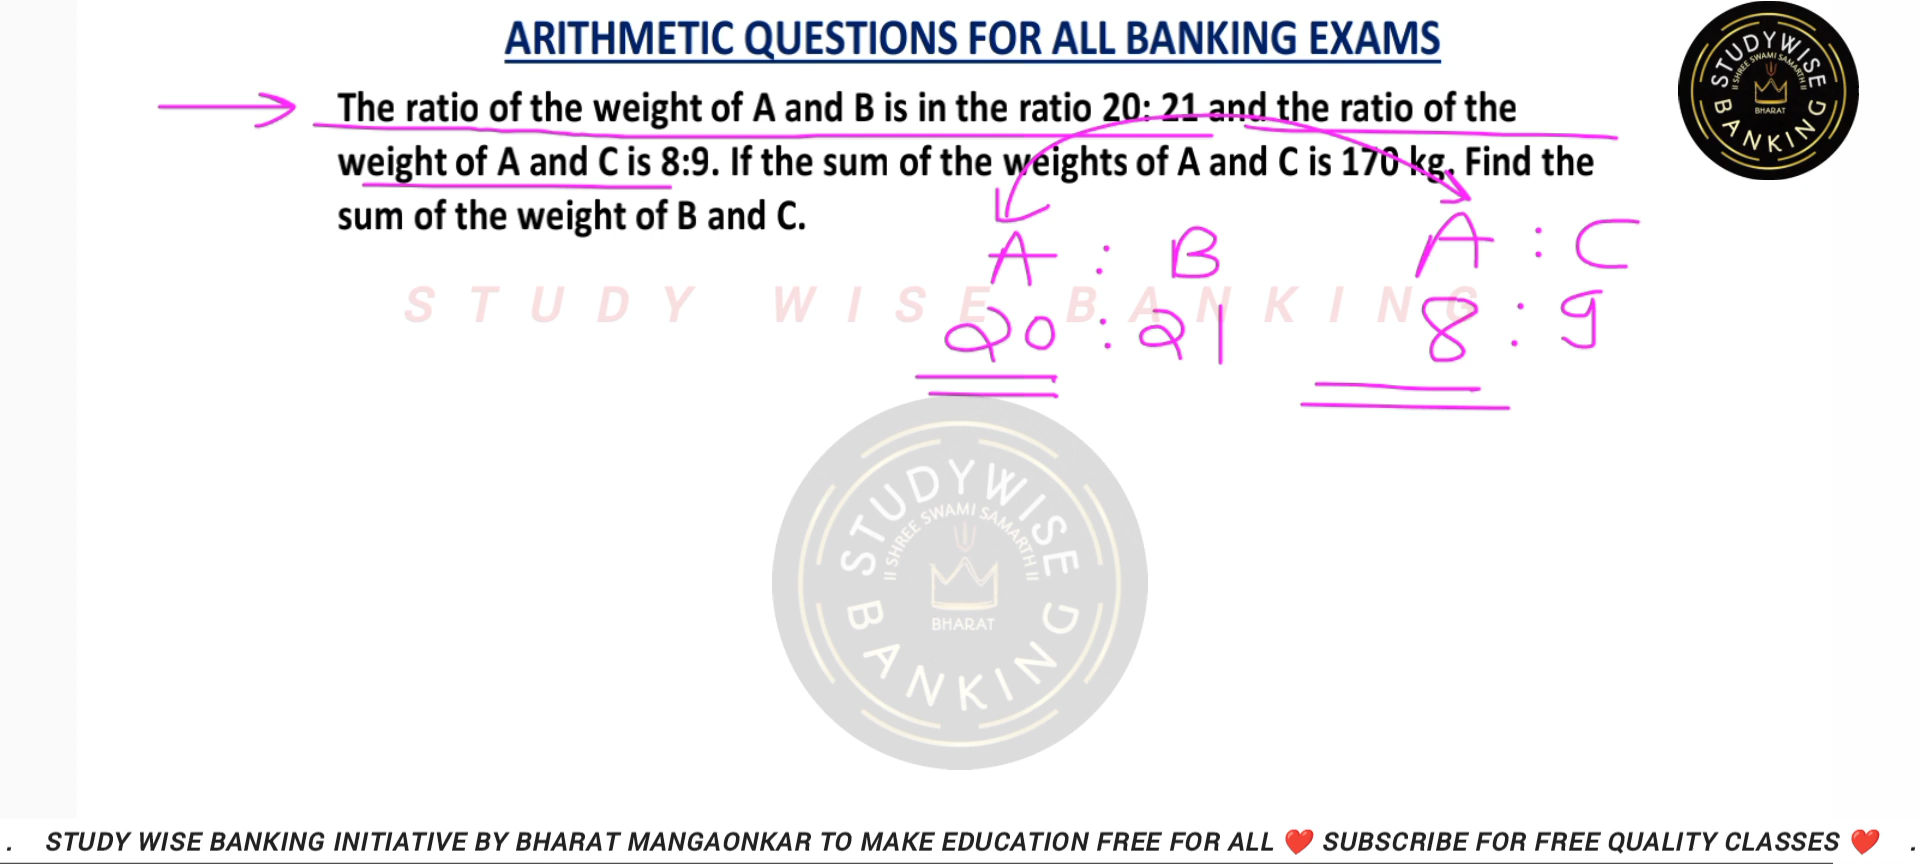 ARITHMETIC QUESTIONS FOR ALL BANKING EXAMS
The ratio of the weight of A and B is in the ratio 20: 21 and the ratio of the
weight of A and C is 8:9. If the sum of the weights of A and C is 170 kg. Find the
sum of the weight of B and C.
A : B
20 : 21
A : C
8 : 9
STUDY WISE BANKING
STUDYWISE
|| SHREE SWAMI SAMARTH ||
BHARAT
BANKING
STUDYWISE
|| SHREE SWAMI SAMARTH ||
BHARAT
BANKING
. STUDY WISE BANKING INITIATIVE BY BHARAT MANGAONKAR TO MAKE EDUCATION FREE FOR ALL ❤️ SUBSCRIBE FOR FREE QUALITY CLASSES ❤️ .